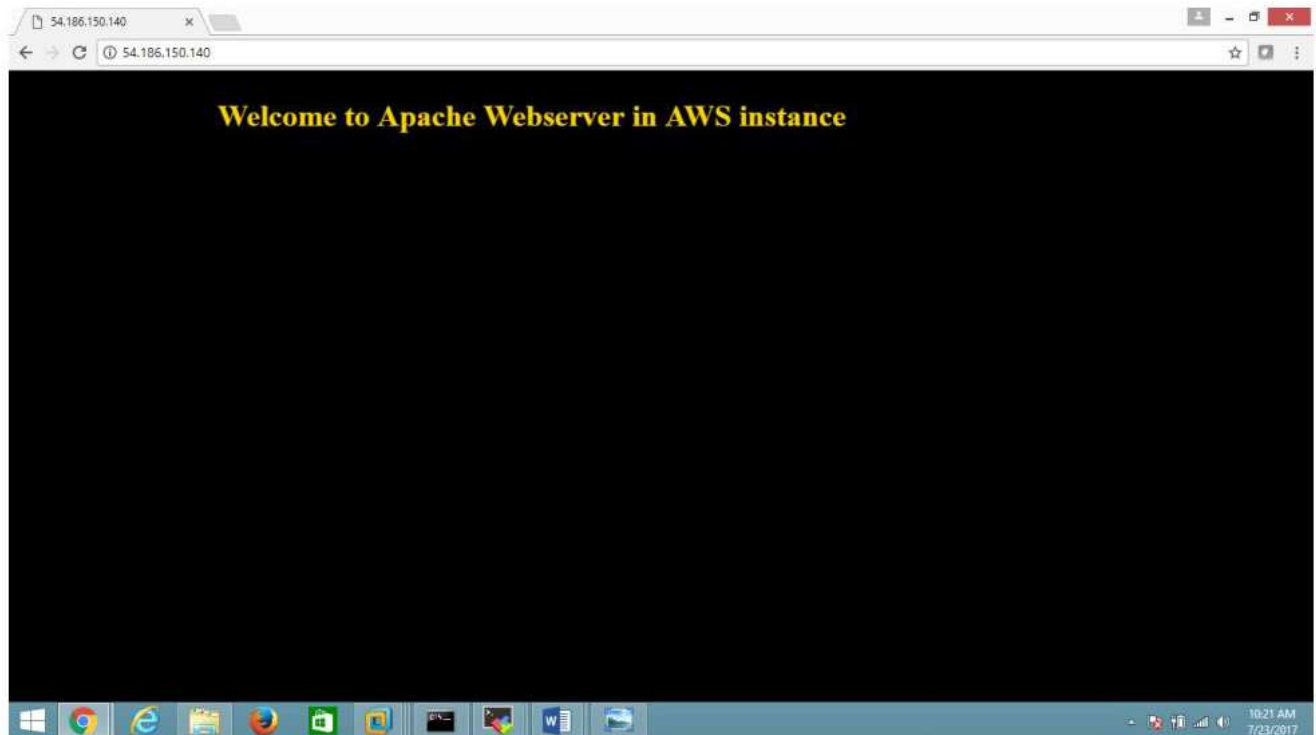 54.186.150.140
54.186.150.140
Welcome to Apache Webserver in AWS instance
10:21 AM
7/23/2017